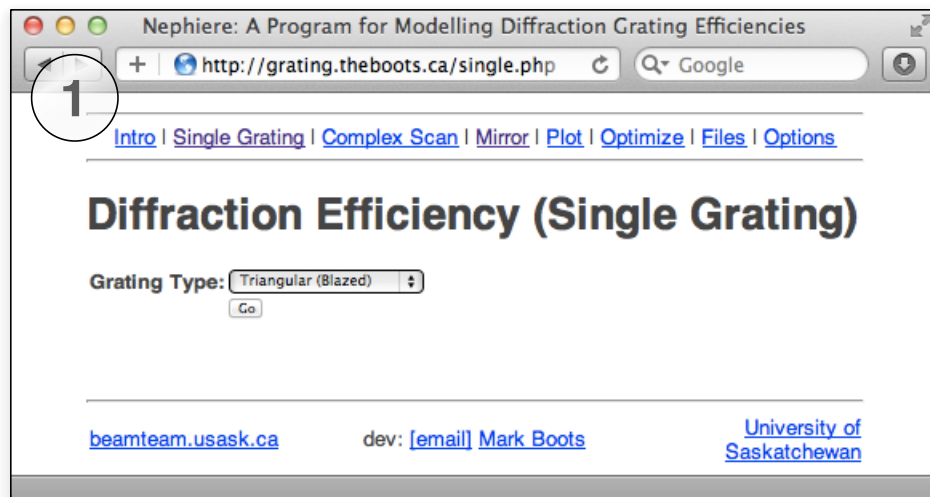 Nephiere: A Program for Modelling Diffraction Grating Efficiencies
+ http://grating.theboots.ca/single.php Google
1
Intro | Single Grating | Complex Scan | Mirror | Plot | Optimize | Files | Options
Diffraction Efficiency (Single Grating)
Grating Type: Triangular (Blazed)
Go
beamteam.usask.ca dev: [email] Mark Boots University of
Saskatchewan